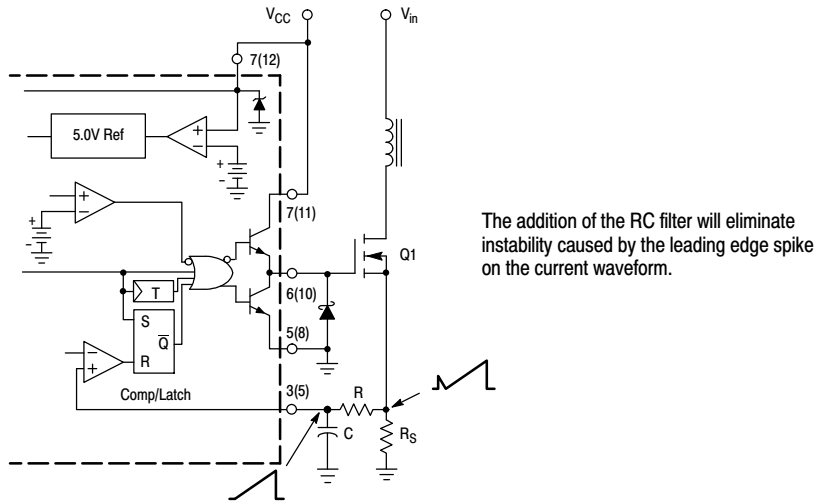 VCC
Vin
7(12)
5.0V Ref
+
−
+
−
+
−
7(11)
Q1
The addition of the RC filter will eliminate
instability caused by the leading edge spike
on the current waveform.
T
6(10)
S
Q̅
R
5(8)
−
+
Comp/Latch
3(5)
R
C
RS